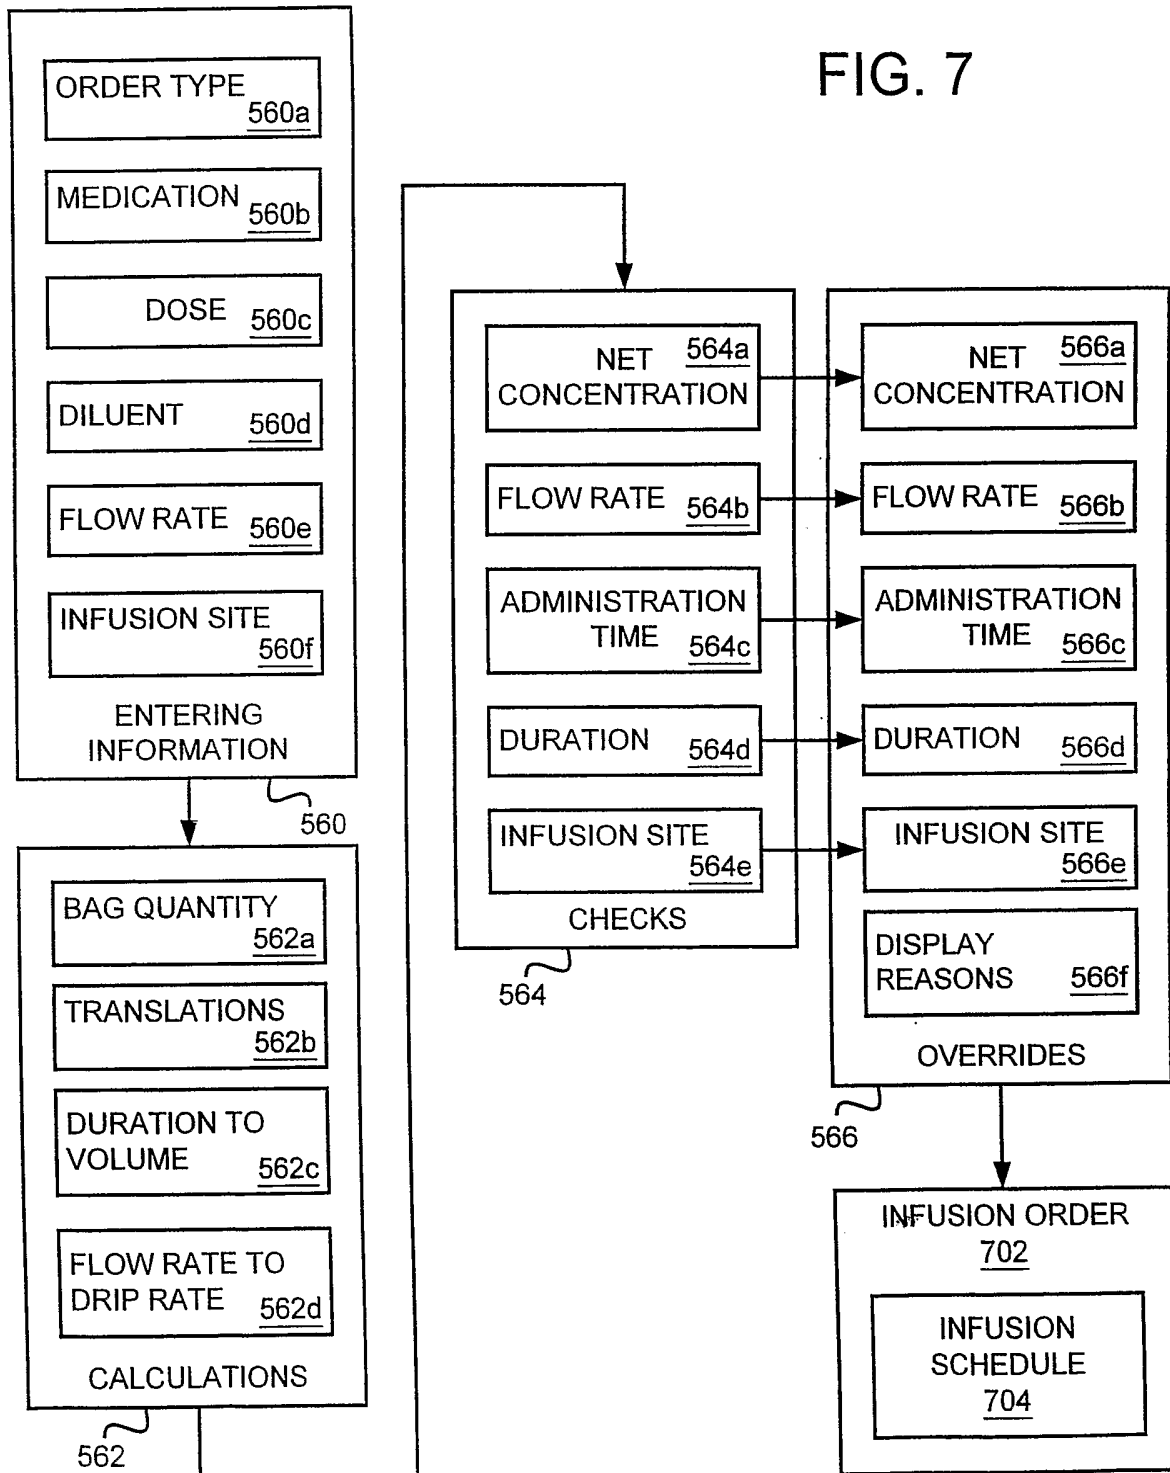 FIG. 7
ORDER TYPE
560a
MEDICATION
560b
DOSE
560c
DILUENT
560d
FLOW RATE
560e
INFUSION SITE
560f
ENTERING
INFORMATION
560
BAG QUANTITY
562a
TRANSLATIONS
562b
DURATION TO
VOLUME
562c
FLOW RATE TO
DRIP RATE
562d
CALCULATIONS
562
NET
CONCENTRATION
564a
FLOW RATE
564b
ADMINISTRATION
TIME
564c
DURATION
564d
INFUSION SITE
564e
CHECKS
564
NET
CONCENTRATION
566a
FLOW RATE
566b
ADMINISTRATION
TIME
566c
DURATION
566d
INFUSION SITE
566e
DISPLAY
REASONS
566f
OVERRIDES
566
INFUSION ORDER
702
INFUSION
SCHEDULE
704